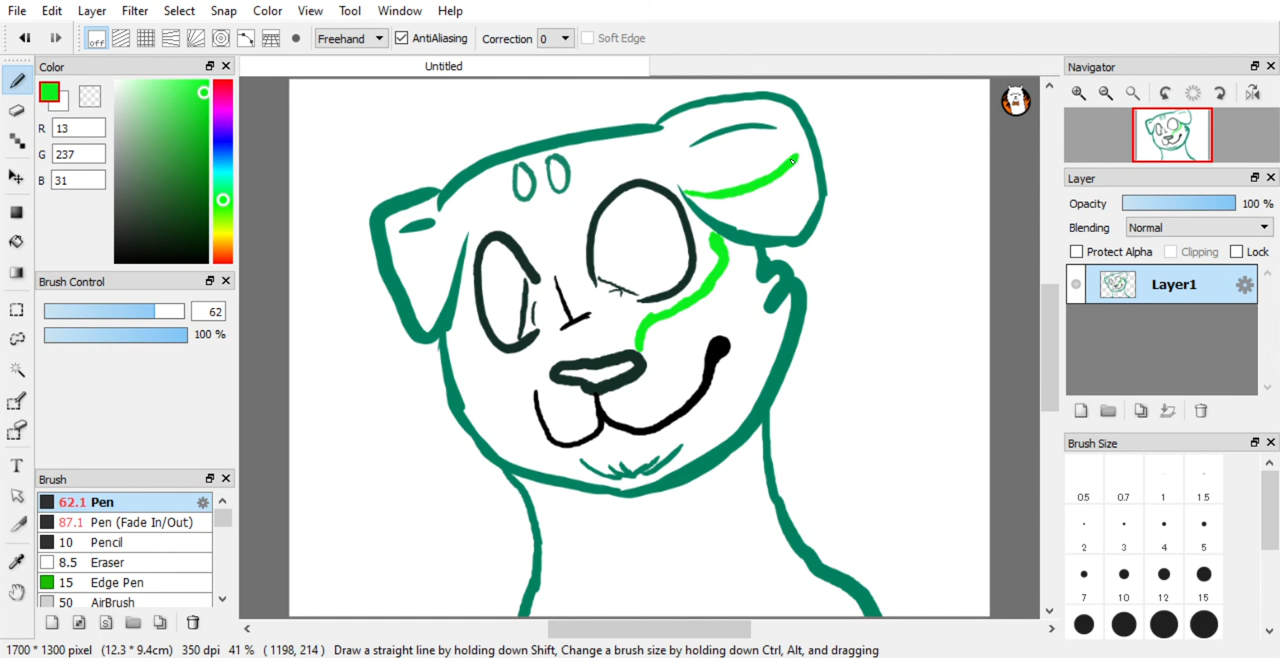 File Edit Layer Filter Select Snap Color View Tool Window Help
off Freehand AntiAliasing Correction 0 Soft Edge
Color
R 13
G 237
B 31
Brush Control
62
100 %
Brush
62.1 Pen
87.1 Pen (Fade In/Out)
10 Pencil
8.5 Eraser
15 Edge Pen
50 AirBrush
Untitled
Navigator
Layer
Opacity 100 %
Blending Normal
Protect Alpha Clipping Lock
Layer1
Brush Size
0.5 0.7 1 1.5
2 3 4 5
7 10 12 15
T
1700 * 1300 pixel (12.3 * 9.4cm) 350 dpi 41 % ( 1198, 214 ) Draw a straight line by holding down Shift, Change a brush size by holding down Ctrl, Alt, and dragging